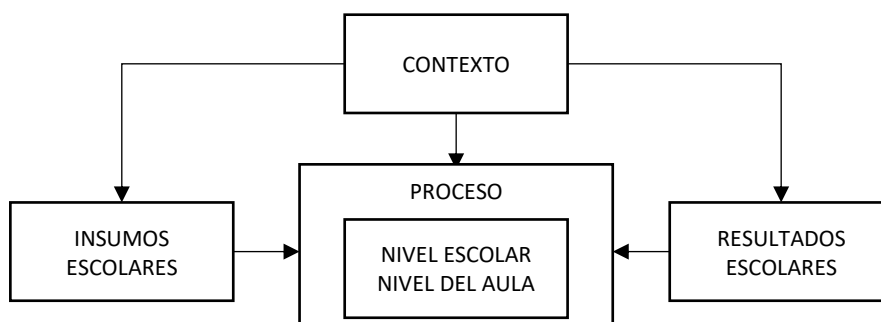 CONTEXTO
PROCESO
INSUMOS
ESCOLARES
NIVEL ESCOLAR
NIVEL DEL AULA
RESULTADOS
ESCOLARES